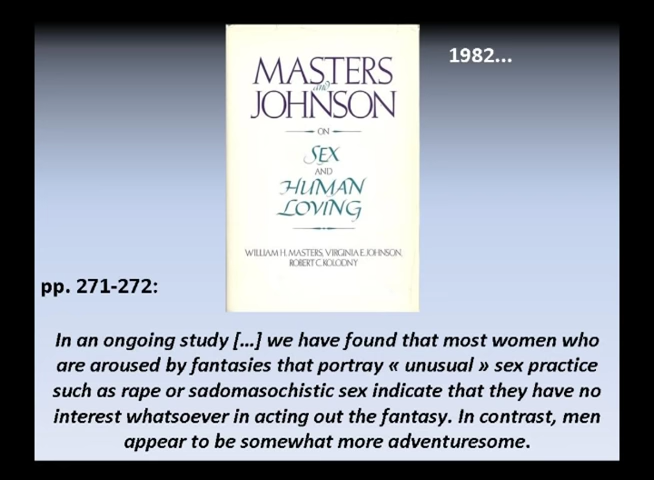 1982...
MASTERS
and
JOHNSON
ON
SEX
AND
HUMAN
LOVING
WILLIAM H. MASTERS, VIRGINIA E. JOHNSON,
ROBERT C. KOLODNY
pp. 271-272:
In an ongoing study [...] we have found that most women who
are aroused by fantasies that portray « unusual » sex practice
such as rape or sadomasochistic sex indicate that they have no
interest whatsoever in acting out the fantasy. In contrast, men
appear to be somewhat more adventuresome.